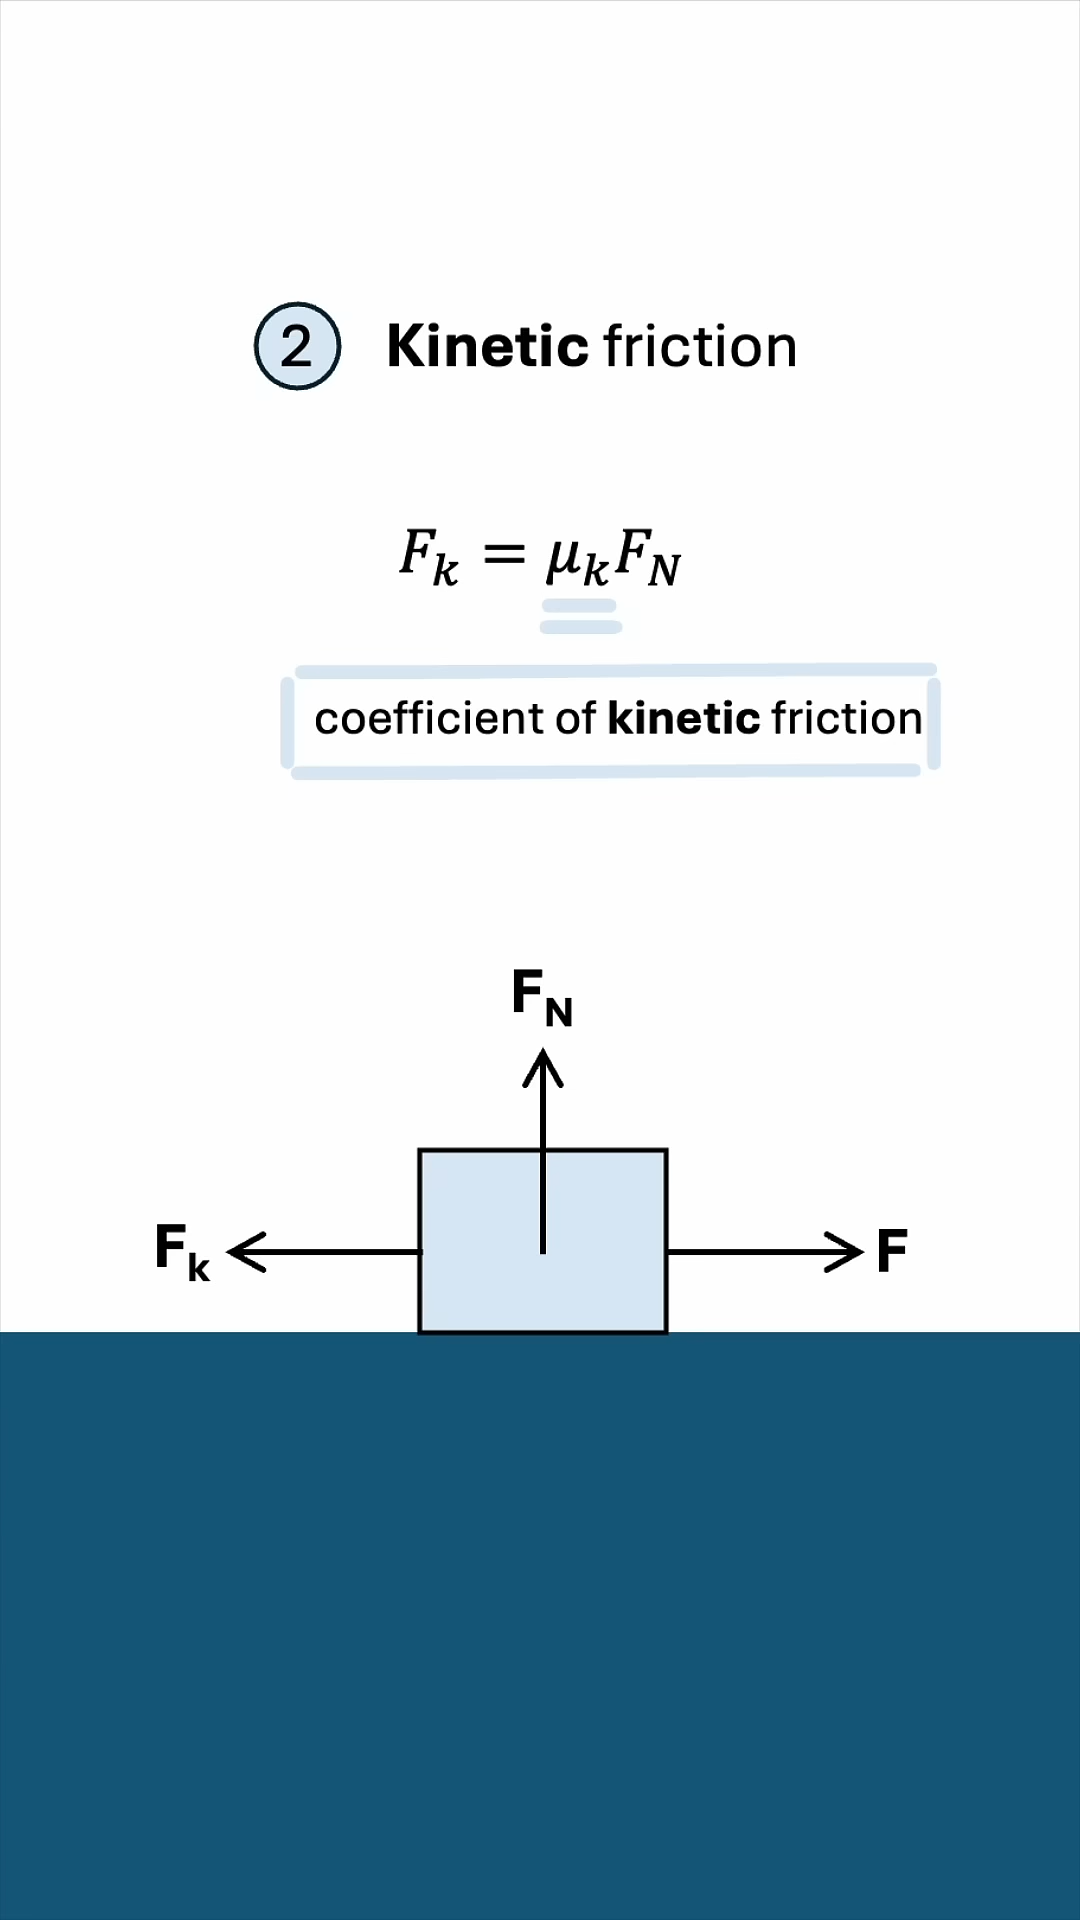 2 Kinetic friction
F_k = μ_k F_N
coefficient of kinetic friction
F_N
F_k F